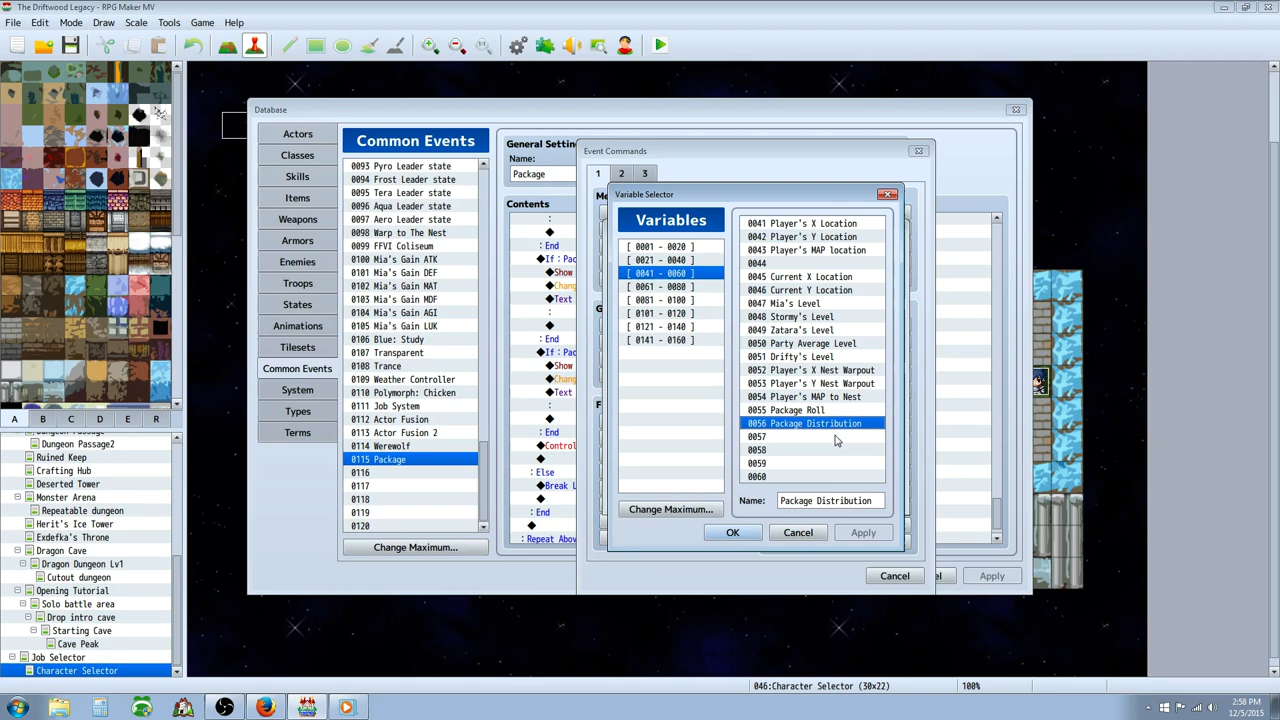 The Driftwood Legacy - RPG Maker MV
File Edit Mode Draw Scale Tools Game Help
Database
Actors
Classes
Skills
Items
Weapons
Armors
Enemies
Troops
States
Animations
Tilesets
Common Events
System
Types
Terms
Common Events
0093 Pyro Leader state
0094 Frost Leader state
0095 Tera Leader state
0096 Aqua Leader state
0097 Aero Leader state
0098 Warp to The Nest
0099 FFVI Coliseum
0100 Mia's Gain ATK
0101 Mia's Gain DEF
0102 Mia's Gain MAT
0103 Mia's Gain MDF
0104 Mia's Gain AGI
0105 Mia's Gain LUK
0106 Blue: Study
0107 Transparent
0108 Trance
0109 Weather Controller
0110 Polymorph: Chicken
0111 Job System
0112 Actor Fusion
0113 Actor Fusion 2
0114 Werewolf
0115 Package
0116
0117
0118
0119
0120
Change Maximum...
General Settin
Name:
Package
Contents
:
◆
: End
◆If : Pack
◆Show
◆Chang
◆Text
:
: End
◆If : Pack
◆Show
◆Chang
◆Text
:
: End
◆Contro
◆
: Else
◆Break L
◆
: End
◆
: Repeat Above
Event Commands
1 2 3
Variable Selector
Variables
[ 0001 - 0020 ]
[ 0021 - 0040 ]
[ 0041 - 0060 ]
[ 0061 - 0080 ]
[ 0081 - 0100 ]
[ 0101 - 0120 ]
[ 0121 - 0140 ]
[ 0141 - 0160 ]
Change Maximum...
0041 Player's X Location
0042 Player's Y Location
0043 Player's MAP location
0044
0045 Current X Location
0046 Current Y Location
0047 Mia's Level
0048 Stormy's Level
0049 Zatara's Level
0050 Party Average Level
0051 Drifty's Level
0052 Player's X Nest Warpout
0053 Player's Y Nest Warpout
0054 Player's MAP to Nest
0055 Package Roll
0056 Package Distribution
0057
0058
0059
0060
Name: Package Distribution
OK Cancel Apply
Cancel el Apply
A B C D E R
Dungeon Passage2
Ruined Keep
Crafting Hub
Deserted Tower
Monster Arena
Repeatable dungeon
Herit's Ice Tower
Exdefka's Throne
Dragon Cave
Dragon Dungeon Lv1
Cutout dungeon
Opening Tutorial
Solo battle area
Drop intro cave
Starting Cave
Cave Peak
Job Selector
Character Selector
046:Character Selector (30x22) 100%
2:58 PM
12/5/2015